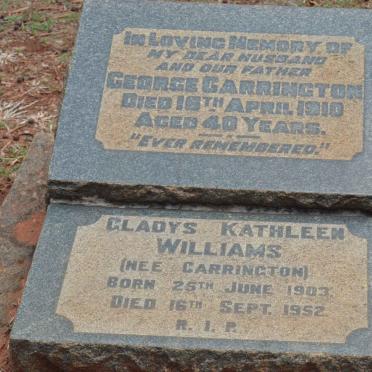 IN LOVING MEMORY OF
MY DEAR HUSBAND
AND OUR FATHER
GEORGE CARRINGTON
DIED 16TH APRIL 1910
AGED 40 YEARS.
"EVER REMEMBERED."
GLADYS KATHLEEN
WILLIAMS
(NEE CARRINGTON)
BORN 25TH JUNE 1903
DIED 16TH SEPT. 1952
R. I. P.